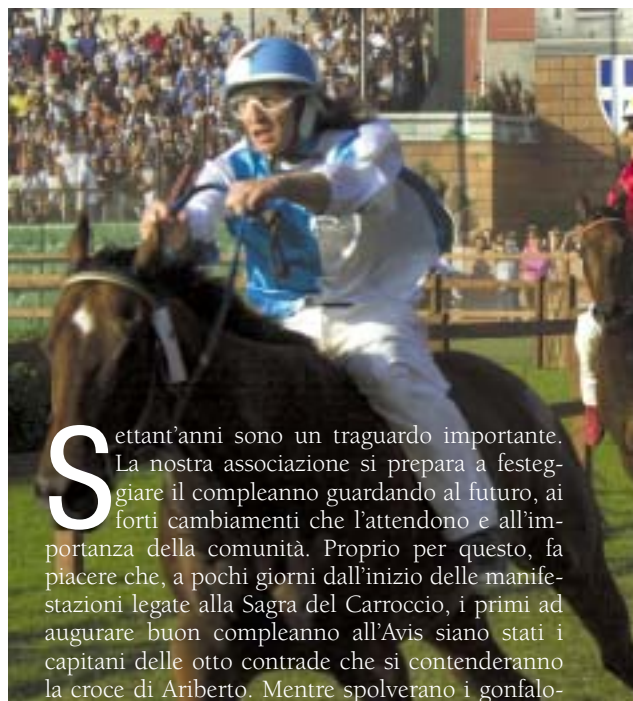 Settant'anni sono un traguardo importante.
La nostra associazione si prepara a festeg-
giare il compleanno guardando al futuro, ai
forti cambiamenti che l'attendono e all'im-
portanza della comunità. Proprio per questo, fa
piacere che, a pochi giorni dall'inizio delle manife-
stazioni legate alla Sagra del Carroccio, i primi ad
augurare buon compleanno all'Avis siano stati i
capitani delle otto contrade che si contenderanno
la croce di Ariberto. Mentre spolverano i gonfalo-